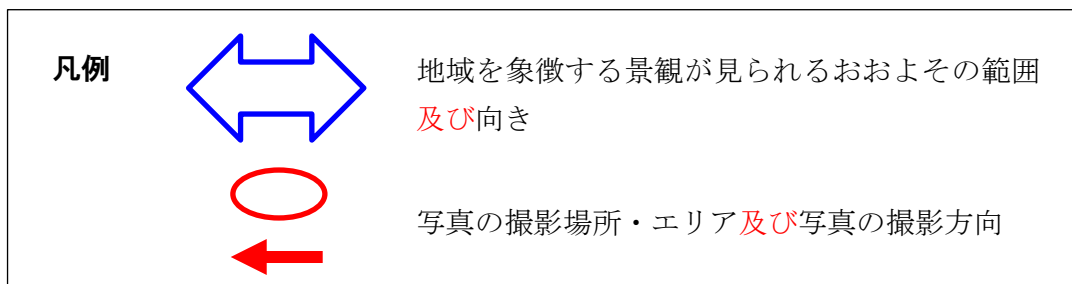 凡例
地域を象徴する景観が見られるおおよその範囲
及び向き
写真の撮影場所・エリア及び写真の撮影方向